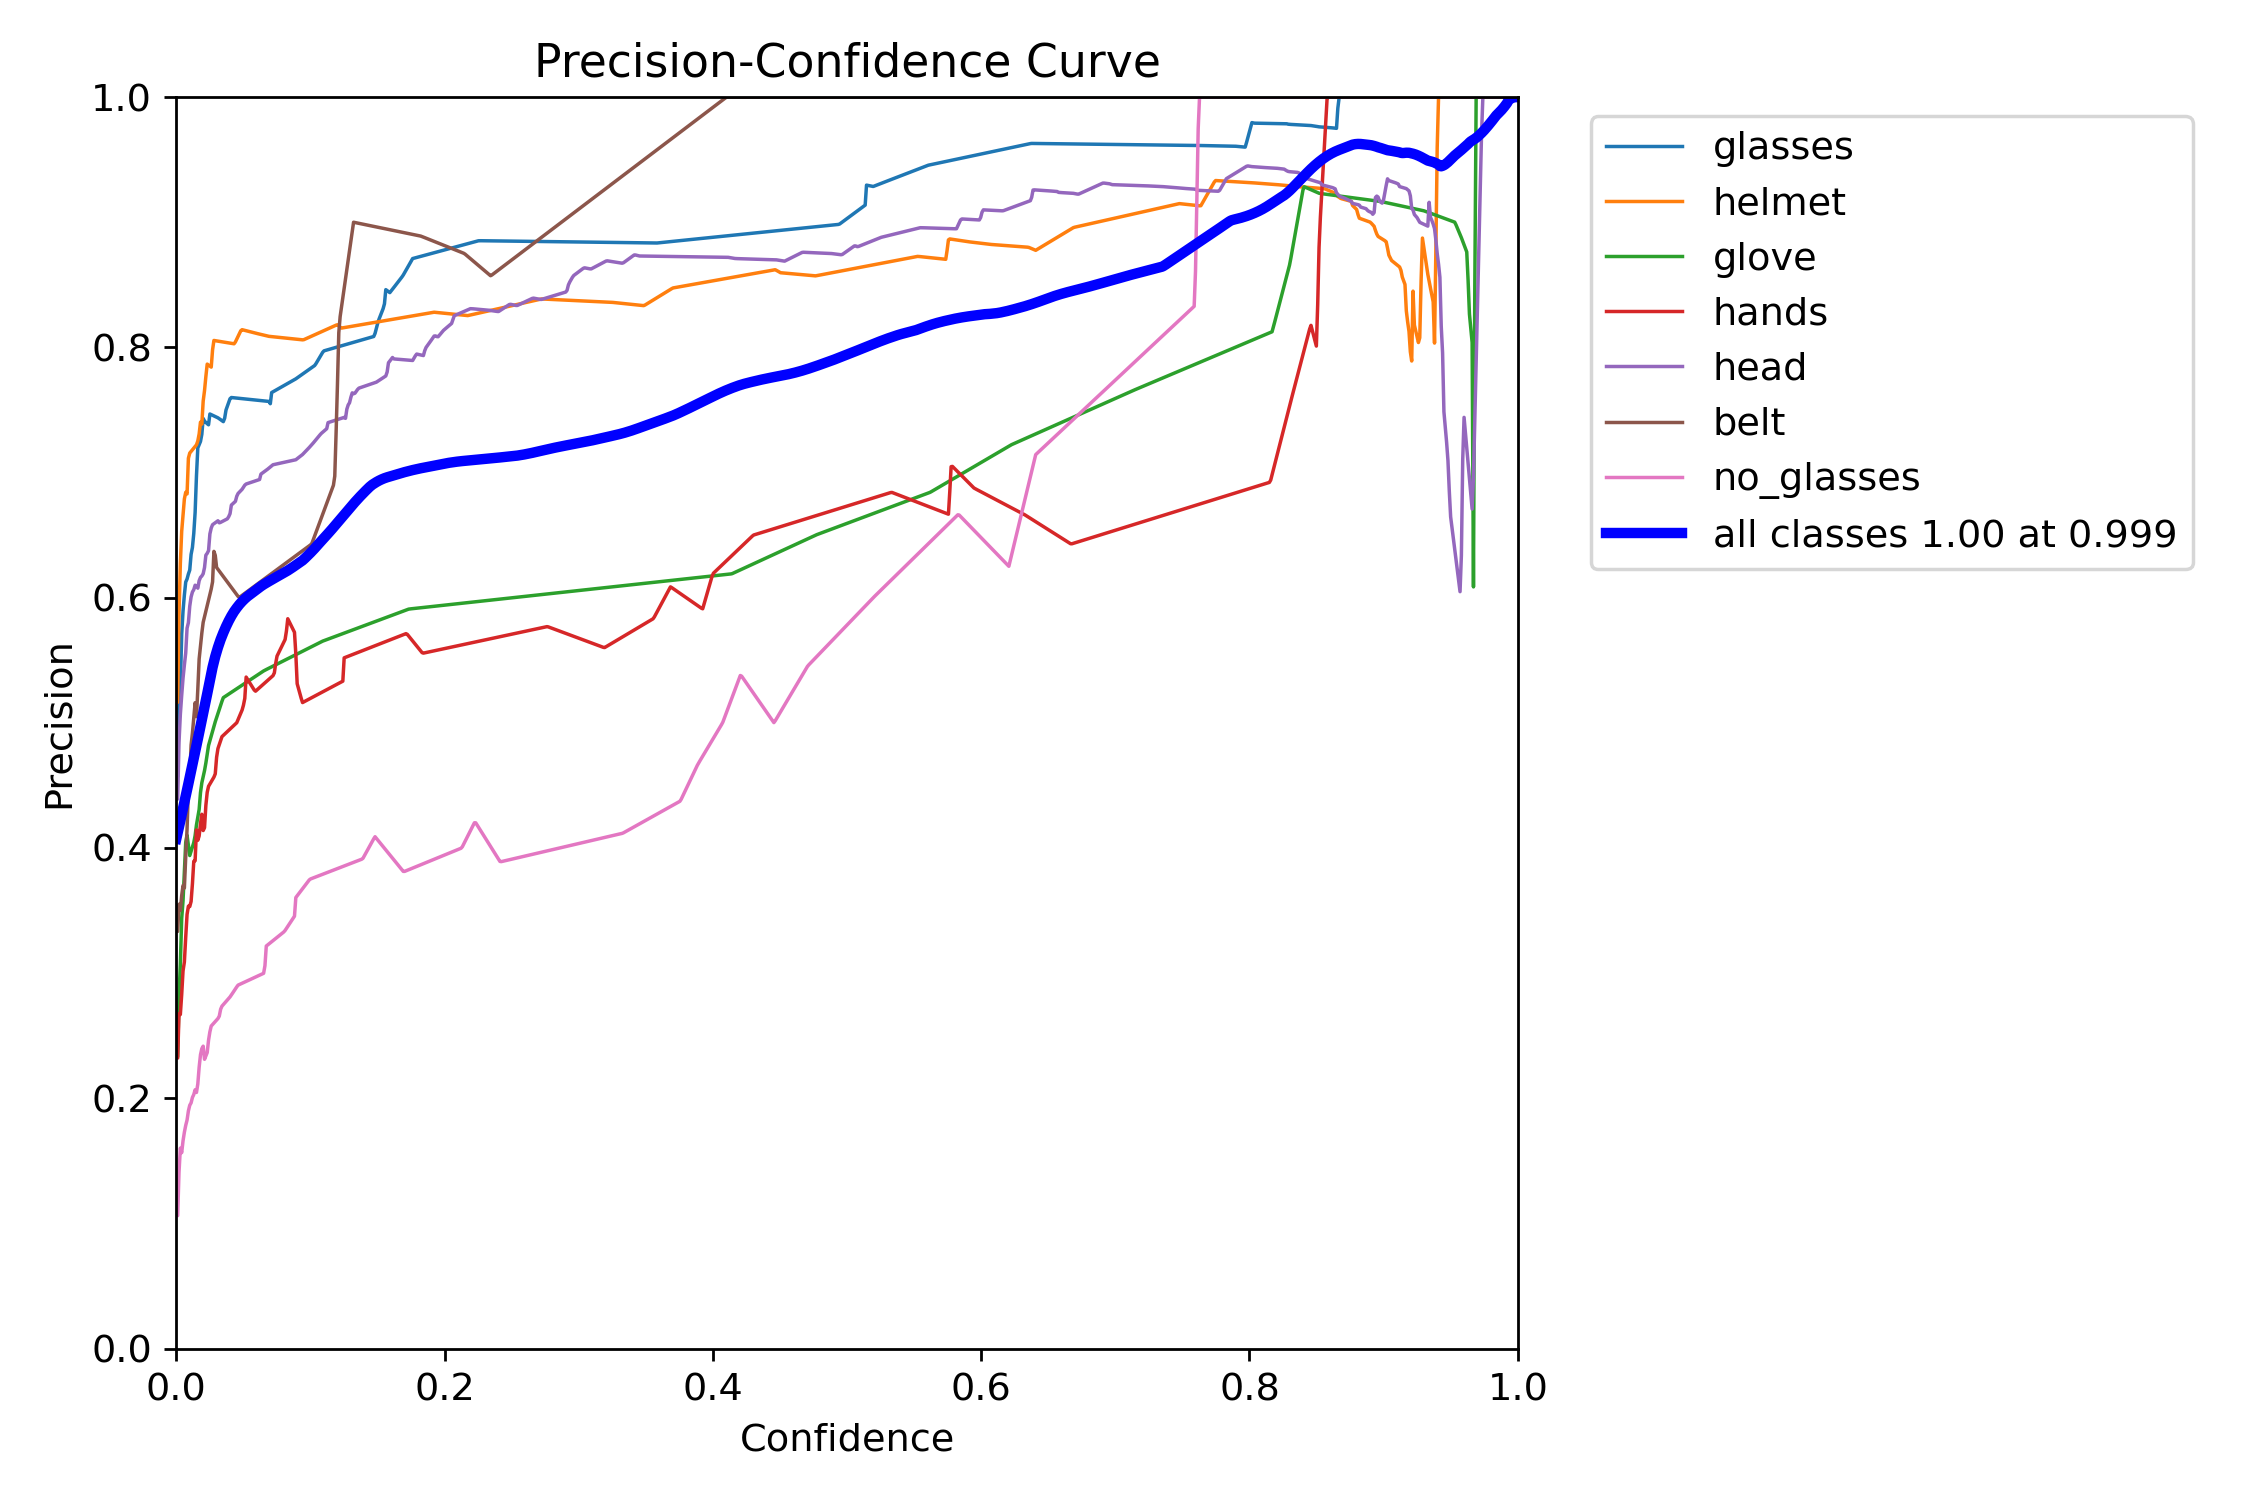 Precision-Confidence Curve
1.0
0.8
0.6
0.4
0.2
0.0
Precision
0.0 0.2 0.4 0.6 0.8 1.0
Confidence
glasses
helmet
glove
hands
head
belt
no_glasses
all classes 1.00 at 0.999